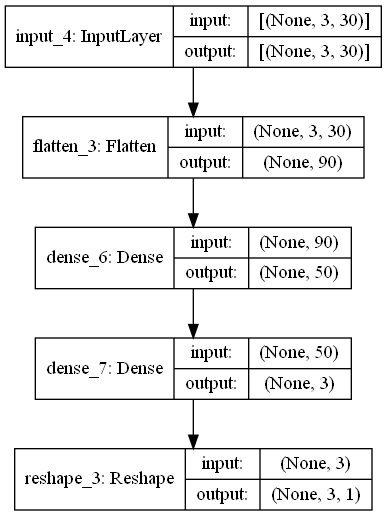 input_4: InputLayer
input: [(None, 3, 30)]
output: [(None, 3, 30)]
flatten_3: Flatten
input: (None, 3, 30)
output: (None, 90)
dense_6: Dense
input: (None, 90)
output: (None, 50)
dense_7: Dense
input: (None, 50)
output: (None, 3)
reshape_3: Reshape
input: (None, 3)
output: (None, 3, 1)